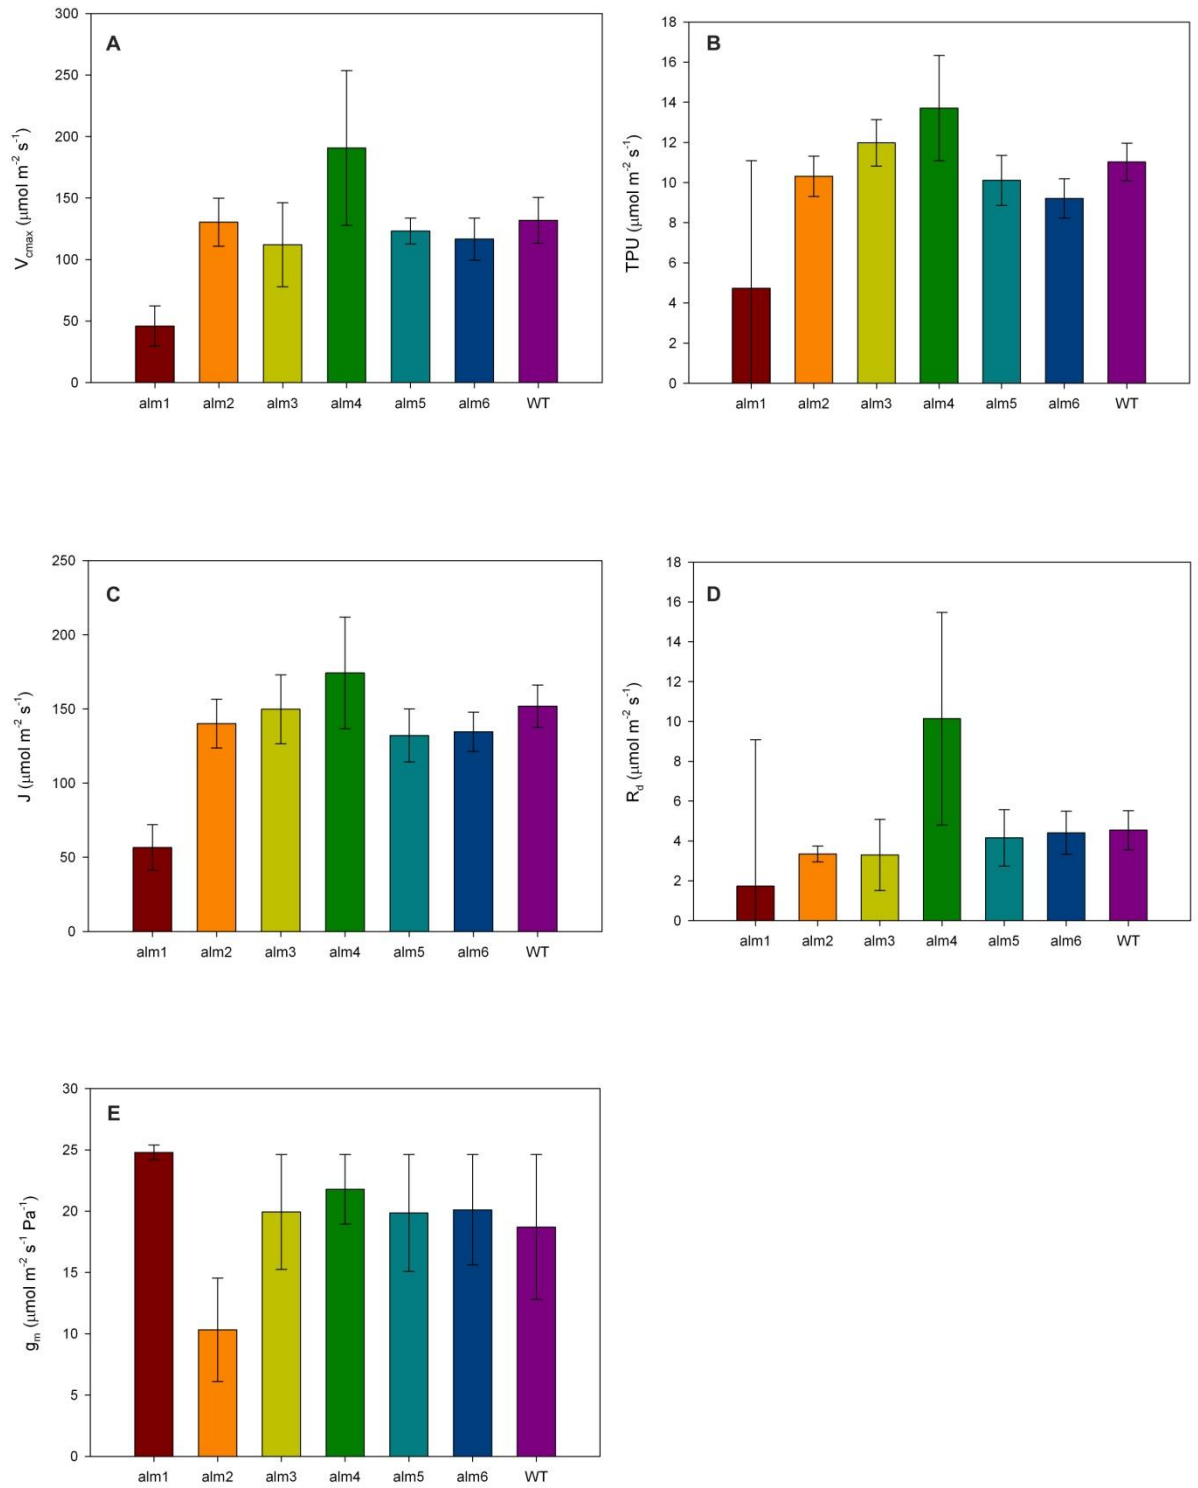 A
V_cmax (μmol m⁻² s⁻¹)
300
250
200
150
100
50
0
alm1 alm2 alm3 alm4 alm5 alm6 WT
B
TPU (μmol m⁻² s⁻¹)
18
16
14
12
10
8
6
4
2
0
alm1 alm2 alm3 alm4 alm5 alm6 WT
C
J (μmol m⁻² s⁻¹)
250
200
150
100
50
0
alm1 alm2 alm3 alm4 alm5 alm6 WT
D
R_d (μmol m⁻² s⁻¹)
18
16
14
12
10
8
6
4
2
0
alm1 alm2 alm3 alm4 alm5 alm6 WT
E
g_m (μmol m⁻² s⁻¹ Pa⁻¹)
30
25
20
15
10
5
0
alm1 alm2 alm3 alm4 alm5 alm6 WT